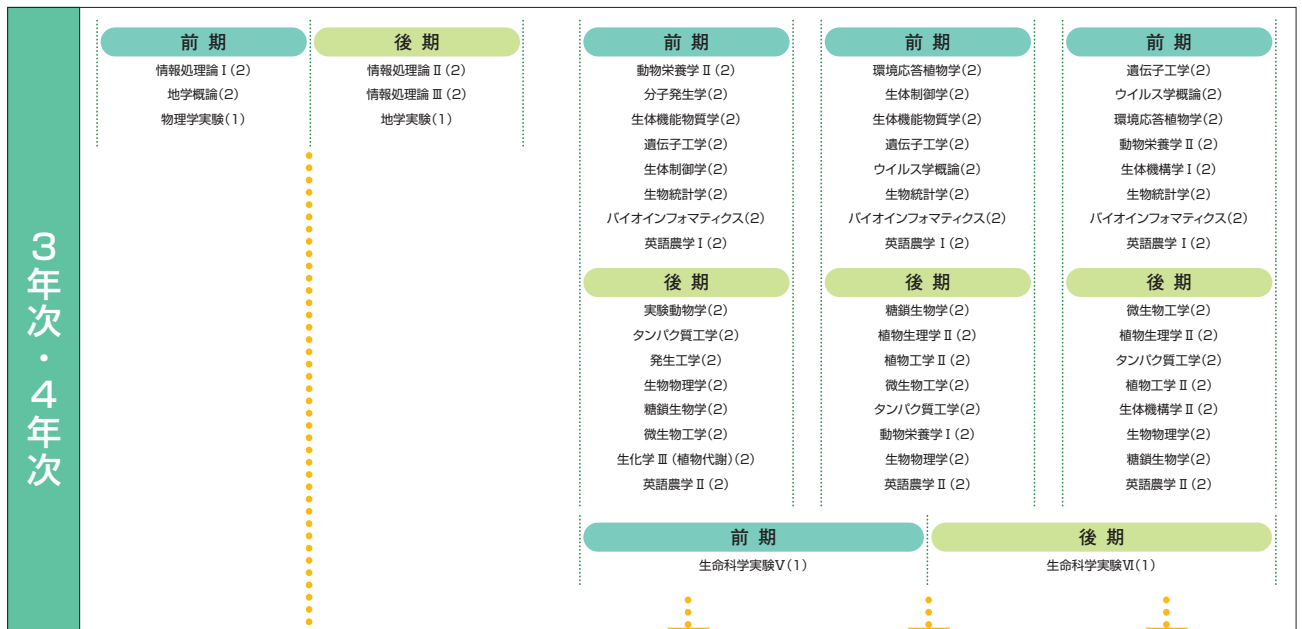 3年次・4年次
前期
情報処理論Ⅰ(2)
地学概論(2)
物理学実験(1)
後期
情報処理論Ⅱ(2)
情報処理論Ⅲ(2)
地学実験(1)
前期
動物栄養学Ⅱ(2)
分子発生学(2)
生体機能物質学(2)
遺伝子工学(2)
生体制御学(2)
生物統計学(2)
バイオインフォマティクス(2)
英語農学Ⅰ(2)
後期
実験動物学(2)
タンパク質工学(2)
発生工学(2)
生物物理学(2)
糖鎖生物学(2)
微生物工学(2)
生化学Ⅲ(植物代謝)(2)
英語農学Ⅱ(2)
前期
環境応答植物学(2)
生体制御学(2)
生体機能物質学(2)
遺伝子工学(2)
ウイルス学概論(2)
生物統計学(2)
バイオインフォマティクス(2)
英語農学Ⅰ(2)
後期
糖鎖生物学(2)
植物生理学Ⅱ(2)
植物工学Ⅱ(2)
微生物工学(2)
タンパク質工学(2)
動物栄養学Ⅰ(2)
生物物理学(2)
英語農学Ⅱ(2)
前期
遺伝子工学(2)
ウイルス学概論(2)
環境応答植物学(2)
動物栄養学Ⅱ(2)
生体機構学Ⅰ(2)
生物統計学(2)
バイオインフォマティクス(2)
英語農学Ⅰ(2)
後期
微生物工学(2)
植物生理学Ⅱ(2)
タンパク質工学(2)
植物工学Ⅱ(2)
生体機構学Ⅱ(2)
生物物理学(2)
糖鎖生物学(2)
英語農学Ⅱ(2)
前期
生命科学実験Ⅴ(1)
後期
生命科学実験Ⅵ(1)